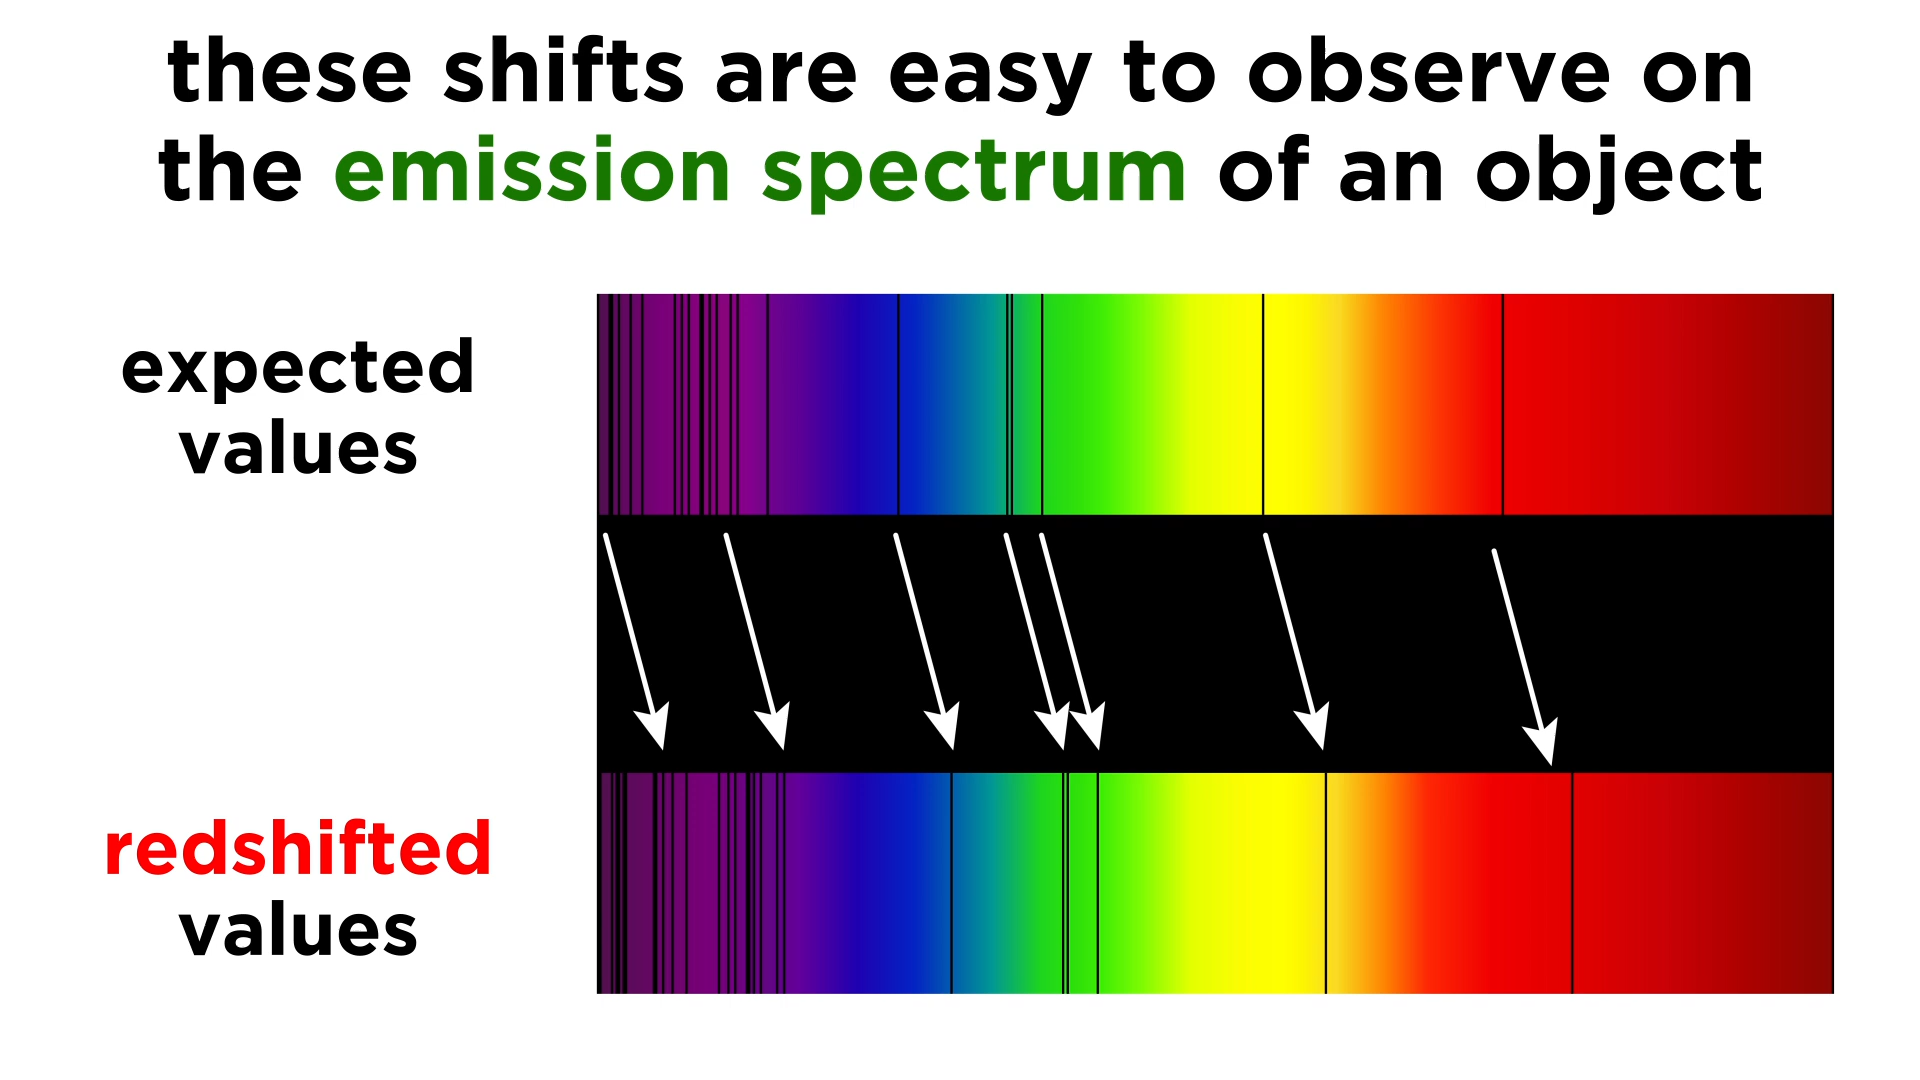 these shifts are easy to observe on
the emission spectrum of an object
expected
values
redshifted
values